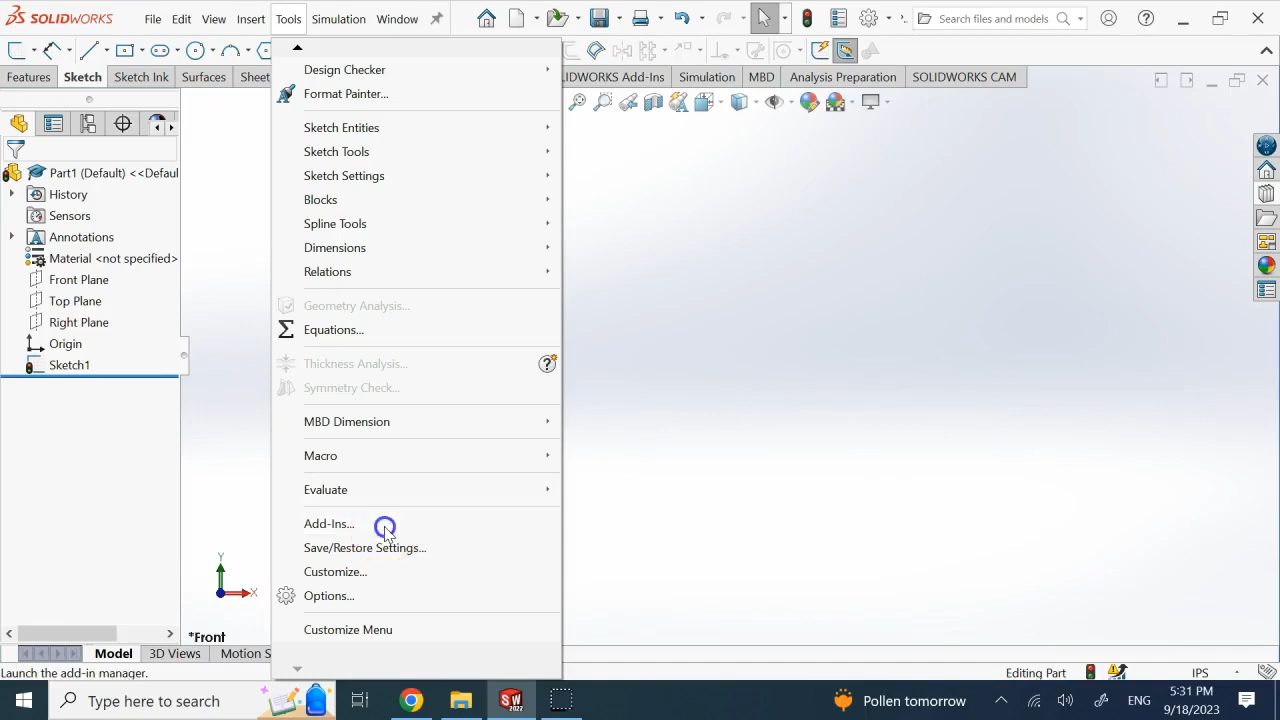 SOLIDWORKS File Edit View Insert Tools Simulation Window Search files and models
Features Sketch Sketch Ink Surfaces Sheet LIDWORKS Add-Ins Simulation MBD Analysis Preparation SOLIDWORKS CAM
Part1 (Default) <<Defaul
History
Sensors
Annotations
Material <not specified>
Front Plane
Top Plane
Right Plane
Origin
Sketch1
Design Checker
Format Painter...
Sketch Entities
Sketch Tools
Sketch Settings
Blocks
Spline Tools
Dimensions
Relations
Geometry Analysis...
Equations...
Thickness Analysis...
Symmetry Check...
MBD Dimension
Macro
Evaluate
Add-Ins...
Save/Restore Settings...
Customize...
Options...
Customize Menu
Y
X
*Front
Model 3D Views Motion S
Launch the add-in manager. Editing Part IPS
Type here to search SW 2022 Pollen tomorrow ENG 5:31 PM
9/18/2023